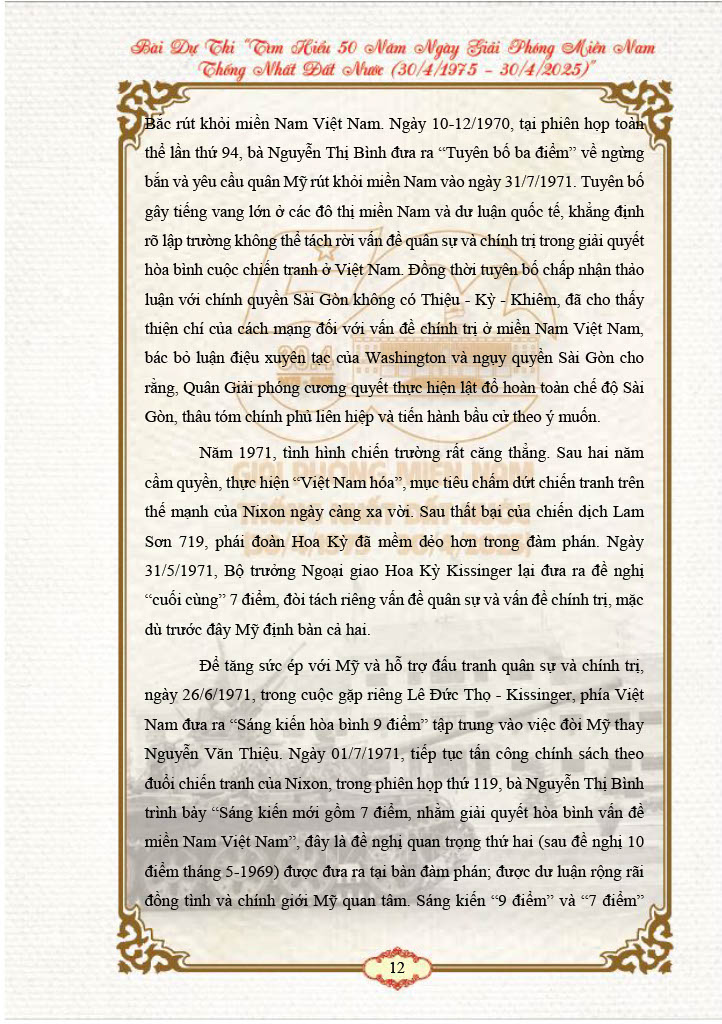 Bài Dự Thi “Tìm Hiểu 50 Năm Ngày Giải Phóng Miền Nam
Thống Nhất Đất Nước (30/4/1975 – 30/4/2025)”
Bắc rút khỏi miền Nam Việt Nam. Ngày 10-12/1970, tại phiên họp toàn
thể lần thứ 94, bà Nguyễn Thị Bình đưa ra “Tuyên bố ba điểm” về ngừng
bắn và yêu cầu quân Mỹ rút khỏi miền Nam vào ngày 31/7/1971. Tuyên bố
gây tiếng vang lớn ở các đô thị miền Nam và dư luận quốc tế, khẳng định
rõ lập trường không thể tách rời vấn đề quân sự và chính trị trong giải quyết
hòa bình cuộc chiến tranh ở Việt Nam. Đồng thời tuyên bố chấp nhận thảo
luận với chính quyền Sài Gòn không có Thiệu - Kỳ - Khiêm, đã cho thấy
thiện chí của cách mạng đối với vấn đề chính trị ở miền Nam Việt Nam,
bác bỏ luận điệu xuyên tạc của Washington và ngụy quyền Sài Gòn cho
rằng, Quân Giải phóng cương quyết thực hiện lật đổ hoàn toàn chế độ Sài
Gòn, thâu tóm chính phủ liên hiệp và tiến hành bầu cử theo ý muốn.
Năm 1971, tình hình chiến trường rất căng thẳng. Sau hai năm
cầm quyền, thực hiện “Việt Nam hóa”, mục tiêu chấm dứt chiến tranh trên
thế mạnh của Nixon ngày càng xa vời. Sau thất bại của chiến dịch Lam
Sơn 719, phái đoàn Hoa Kỳ đã mềm dẻo hơn trong đàm phán. Ngày
31/5/1971, Bộ trưởng Ngoại giao Hoa Kỳ Kissinger lại đưa ra đề nghị
“cuối cùng” 7 điểm, đòi tách riêng vấn đề quân sự và vấn đề chính trị, mặc
dù trước đây Mỹ định bàn cả hai.
Để tăng sức ép với Mỹ và hỗ trợ đấu tranh quân sự và chính trị,
ngày 26/6/1971, trong cuộc gặp riêng Lê Đức Thọ - Kissinger, phía Việt
Nam đưa ra “Sáng kiến hòa bình 9 điểm” tập trung vào việc đòi Mỹ thay
Nguyễn Văn Thiệu. Ngày 01/7/1971, tiếp tục tấn công chính sách theo
đuổi chiến tranh của Nixon, trong phiên họp thứ 119, bà Nguyễn Thị Bình
trình bày “Sáng kiến mới gồm 7 điểm, nhằm giải quyết hòa bình vấn đề
miền Nam Việt Nam”, đây là đề nghị quan trọng thứ hai (sau đề nghị 10
điểm tháng 5-1969) được đưa ra tại bàn đàm phán; được dư luận rộng rãi
đồng tình và chính giới Mỹ quan tâm. Sáng kiến “9 điểm” và “7 điểm”
12